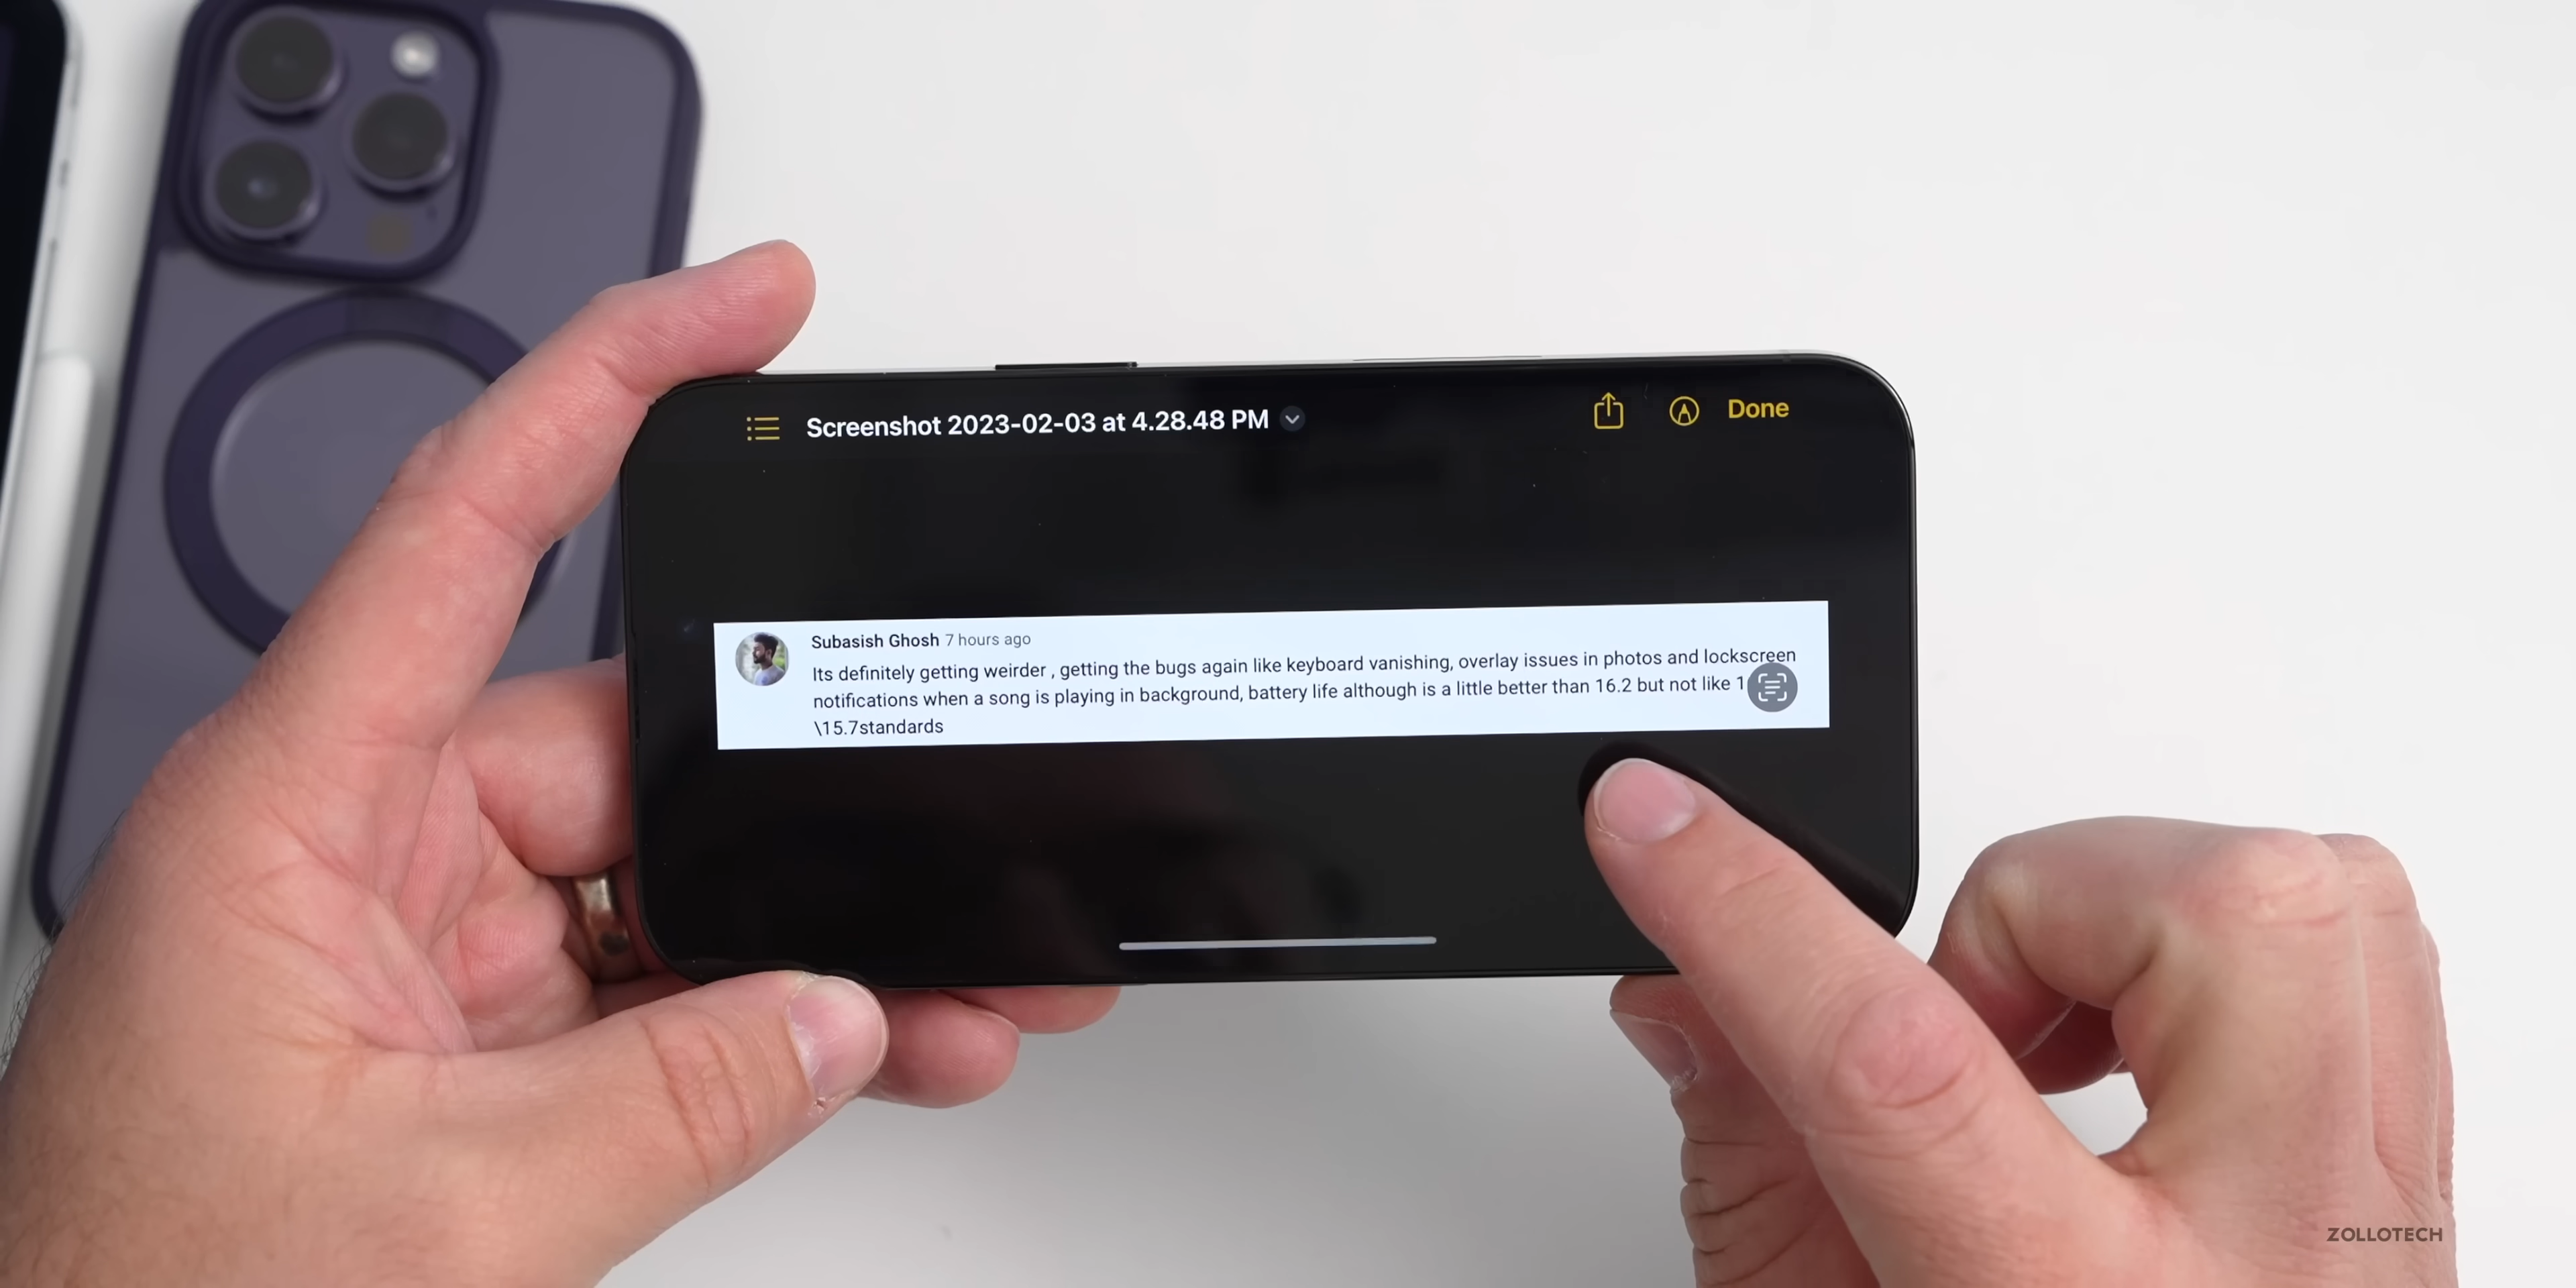 Screenshot 2023-02-03 at 4.28.48 PM
Done
Subasish Ghosh 7 hours ago
Its definitely getting weirder , getting the bugs again like keyboard vanishing, overlay issues in photos and lockscreen
notifications when a song is playing in background, battery life although is a little better than 16.2 but not like 1
\15.7standards
ZOLLOTECH